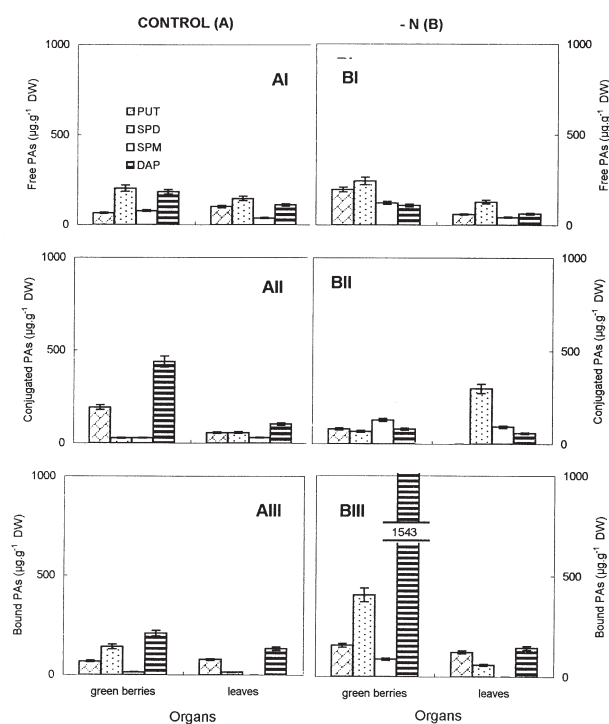 CONTROL (A)
- N (B)
1000
500
0
Free PAs (µg.g-1 DW)
AI
PUT
SPD
SPM
DAP
BI
1000
500
0
Free PAs (µg.g-1 DW)
1000
500
0
Conjugated PAs (µg.g-1 DW)
AII
BII
1000
500
0
Conjugated PAs (µg.g-1 DW)
1000
500
0
Bound PAs (µg.g-1 DW)
AIII
green berries
leaves
Organs
BIII
1543
green berries
leaves
Organs
1000
500
0
Bound PAs (µg.g-1 DW)